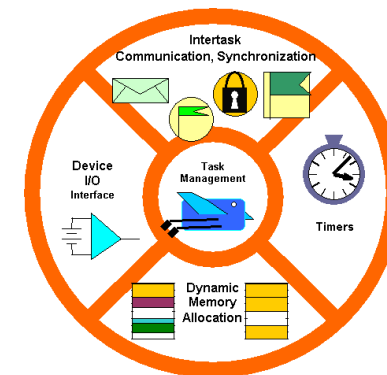 Intertask
Communication, Synchronization
Device
I/O
Interface
Task
Management
Timers
Dynamic
Memory
Allocation